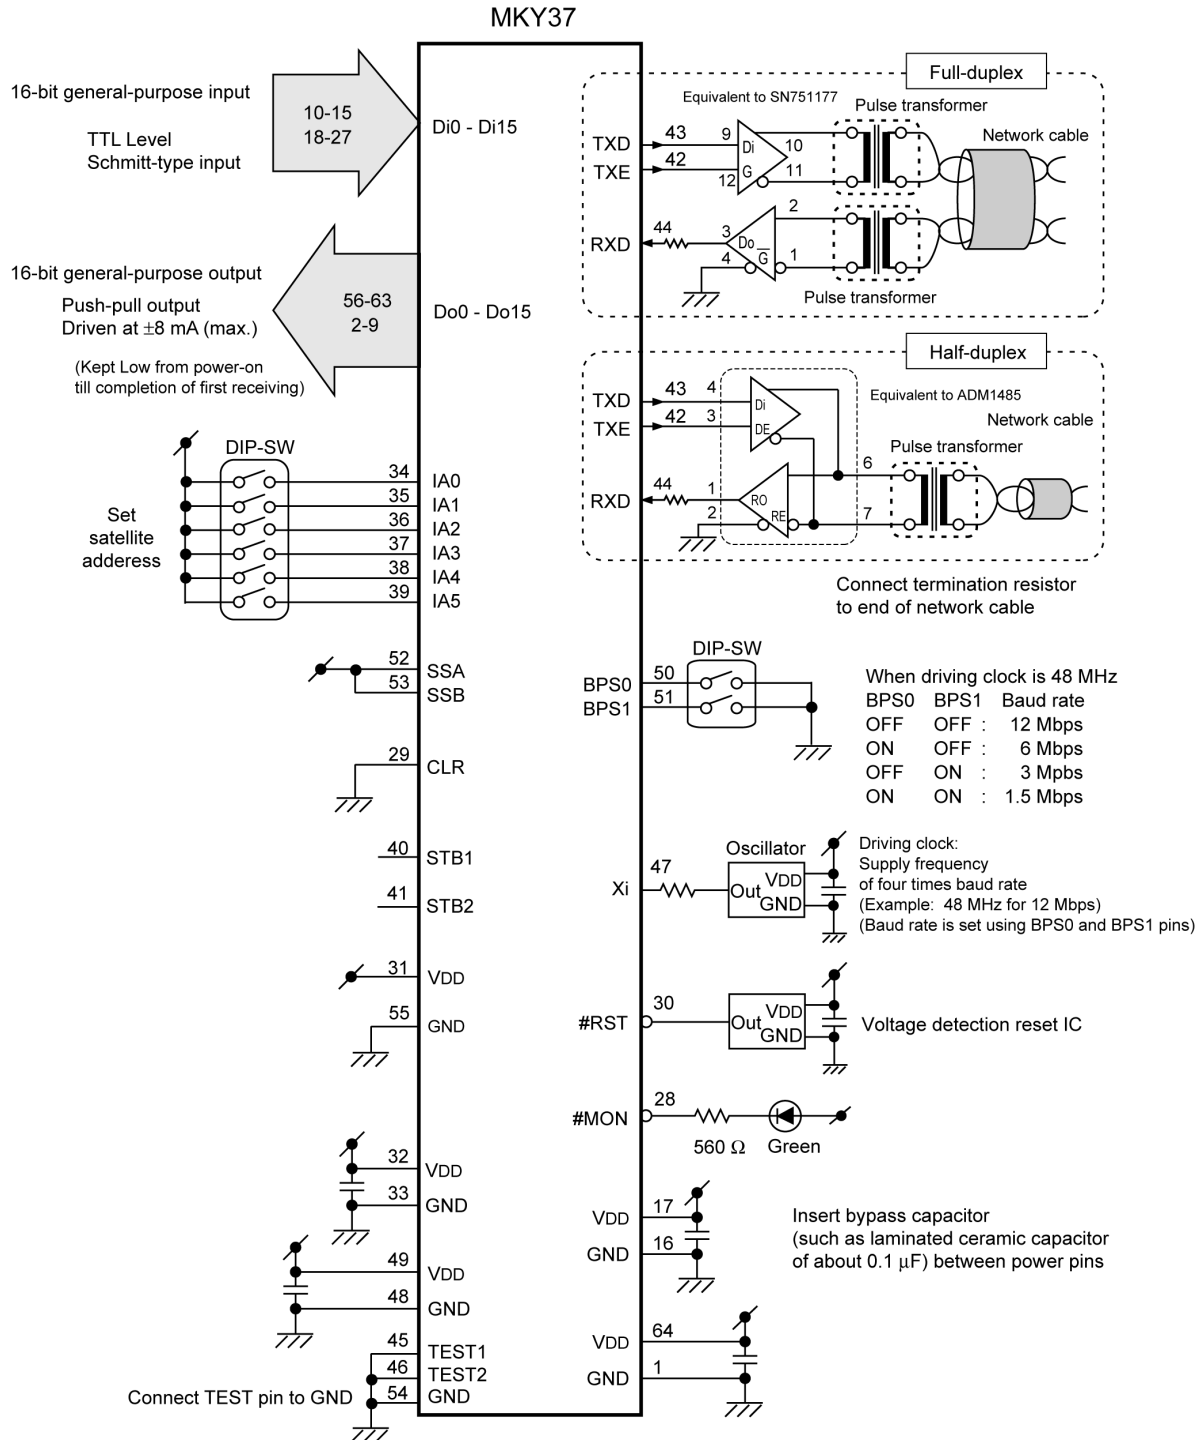 MKY37
16-bit general-purpose input
TTL Level
Schmitt-type input
10-15
18-27
Di0 - Di15
16-bit general-purpose output
Push-pull output
Driven at ±8 mA (max.)
(Kept Low from power-on
till completion of first receiving)
56-63
2-9
Do0 - Do15
DIP-SW
Set
satellite
adderess
34 IA0
35 IA1
36 IA2
37 IA3
38 IA4
39 IA5
52 SSA
53 SSB
29 CLR
40 STB1
41 STB2
31 VDD
55 GND
32 VDD
33 GND
49 VDD
48 GND
45 TEST1
46 TEST2
54 GND
Connect TEST pin to GND
Full-duplex
Equivalent to SN751177
Pulse transformer
Network cable
TXD 43 9 Di 10
TXE 42 12 G 11
RXD 44 3 Do 2
4 G 1
Pulse transformer
Half-duplex
Equivalent to ADM1485
Network cable
Pulse transformer
TXD 43 4 Di
TXE 42 3 DE
6
RXD 44 1 RO
2 RE 7
Connect termination resistor
to end of network cable
DIP-SW
BPS0 50
BPS1 51
When driving clock is 48 MHz
BPS0 BPS1 Baud rate
OFF OFF : 12 Mbps
ON OFF : 6 Mbps
OFF ON : 3 Mpbs
ON ON : 1.5 Mbps
Oscillator
Xi 47 Out VDD
GND
Driving clock:
Supply frequency
of four times baud rate
(Example: 48 MHz for 12 Mbps)
(Baud rate is set using BPS0 and BPS1 pins)
#RST 30 Out VDD
GND
Voltage detection reset IC
#MON 28
560 Ω Green
VDD 17
GND 16
Insert bypass capacitor
(such as laminated ceramic capacitor
of about 0.1 μF) between power pins
VDD 64
GND 1